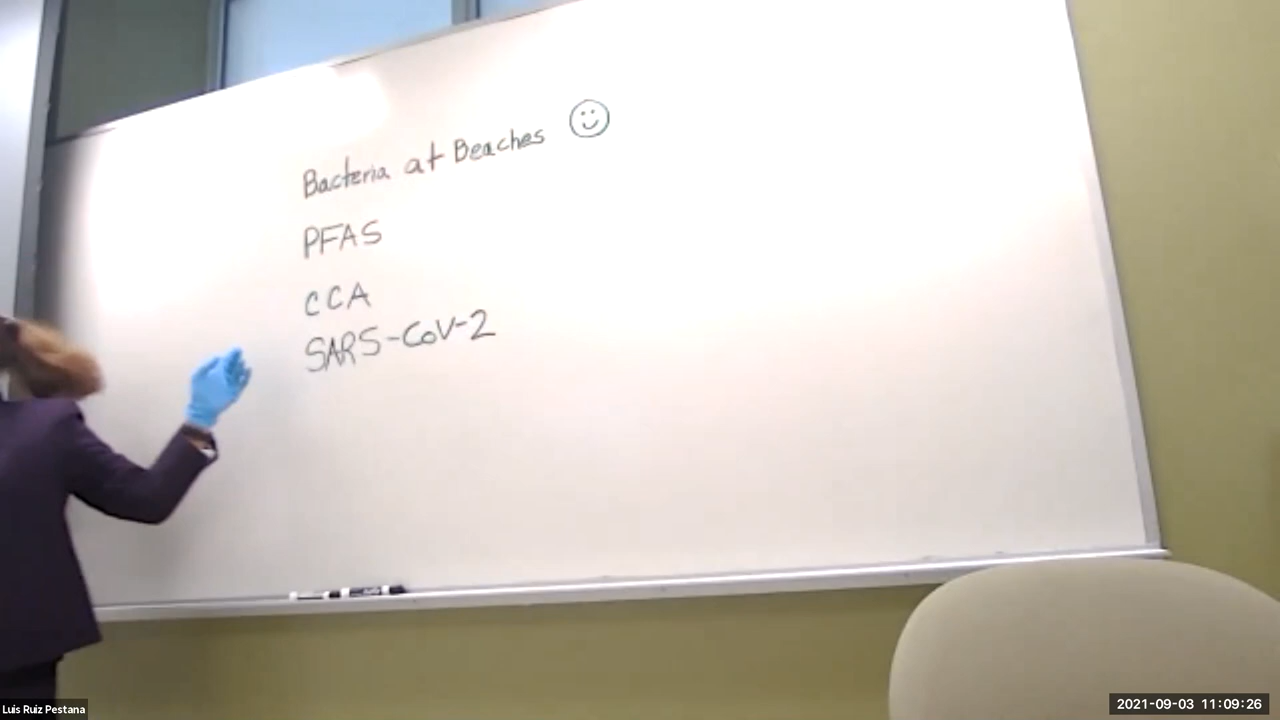 Bacteria at Beaches
PFAS
CCA
SARS-CoV-2
Luis Ruiz Pestana
2021-09-03 11:09:26